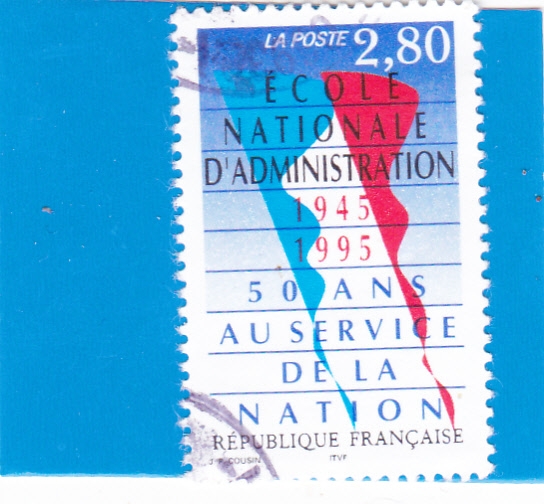 LA POSTE 2,80
ÉCOLE
NATIONALE
D'ADMINISTRATION
1945
1995
50 ANS
AU SERVICE
DE LA
NATION
RÉPUBLIQUE FRANÇAISE
COUSIN ITVF